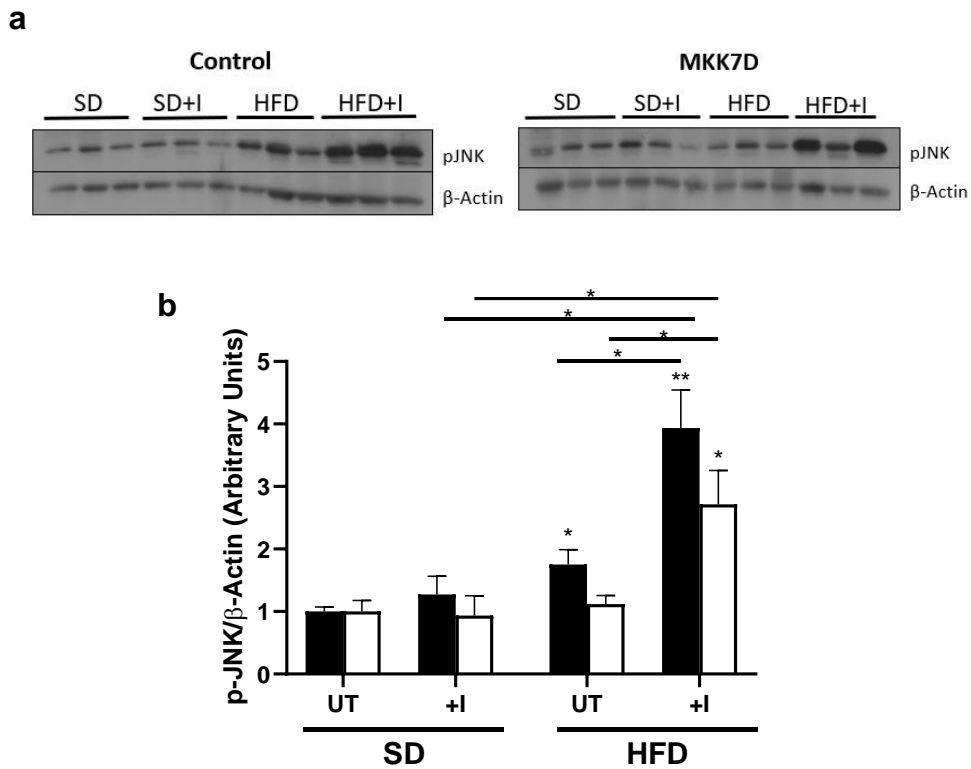 a
Control
MKK7D
SD SD+I HFD HFD+I
SD SD+I HFD HFD+I
pJNK
pJNK
β-Actin
β-Actin
b
*
*
*
*
p-JNK/β-Actin (Arbitrary Units)
5
4
3
2
1
0
**
*
*
UT +I UT +I
SD HFD